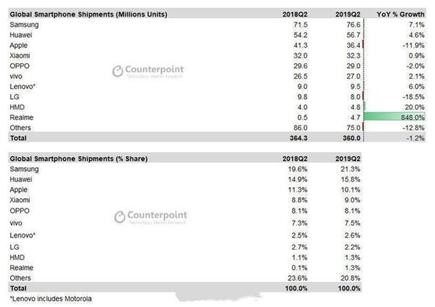 Global Smartphone Shipments (Millions Units) 2018Q2 2019Q2 YoY % Growth
Samsung 71.5 76.6 7.1%
Huawei 54.2 56.7 4.6%
Apple 41.3 36.4 -11.9%
Xiaomi 32.0 32.3 0.9%
OPPO 29.6 29.0 -2.0%
vivo 26.5 27.0 2.1%
Lenovo* 9.0 9.5 6.0%
LG 9.8 8.0 -18.5%
HMD 4.0 4.8 20.0%
Realme 0.5 4.7 848.0%
Others 86.0 75.0 -12.8%
Total 364.3 360.0 -1.2%
Counterpoint
Global Smartphone Shipments (% Share) 2018Q2 2019Q2
Samsung 19.6% 21.3%
Huawei 14.9% 15.8%
Apple 11.3% 10.1%
Xiaomi 8.8% 9.0%
OPPO 8.1% 8.1%
vivo 7.3% 7.5%
Lenovo* 2.5% 2.6%
LG 2.7% 2.2%
HMD 1.1% 1.3%
Realme 0.1% 1.3%
Others 23.6% 20.8%
Total 100.0% 100.0%
Counterpoint
*Lenovo includes Motorola